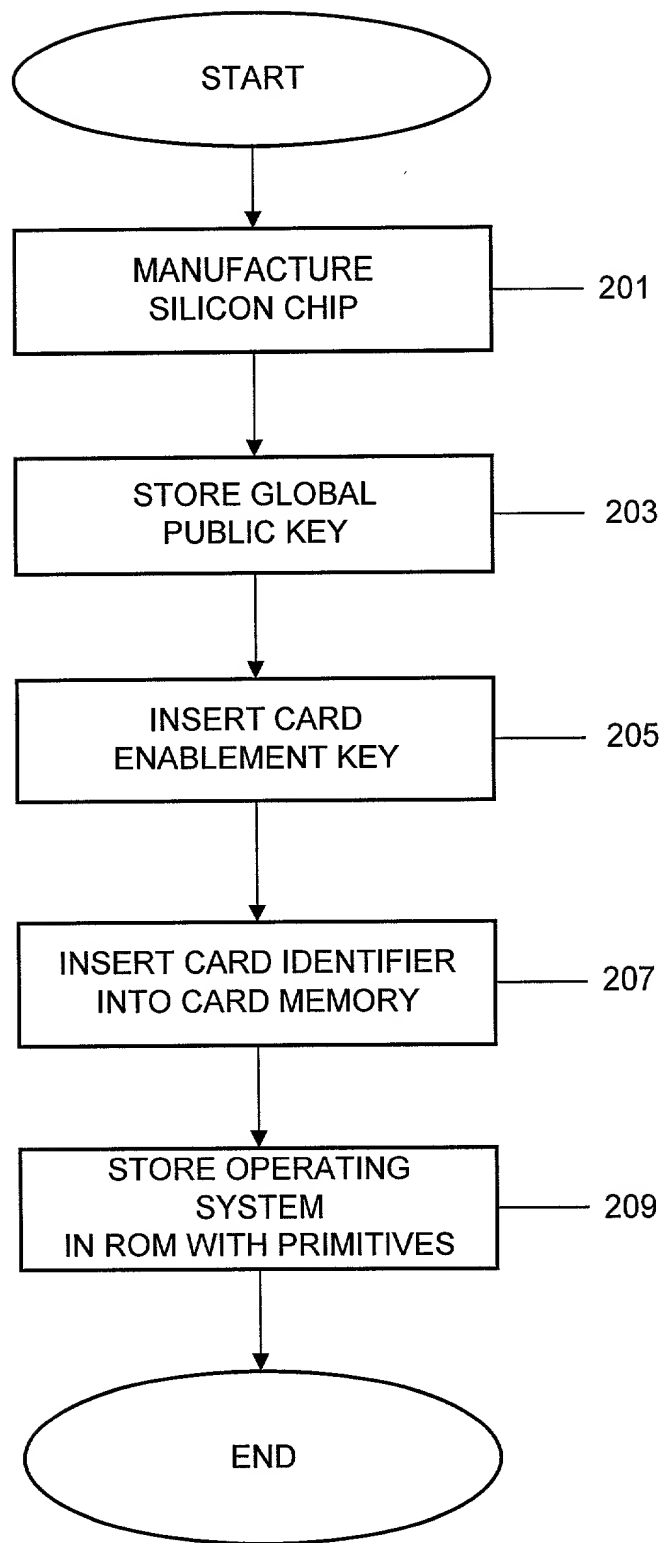 START
MANUFACTURE
SILICON CHIP
201
STORE GLOBAL
PUBLIC KEY
203
INSERT CARD
ENABLEMENT KEY
205
INSERT CARD IDENTIFIER
INTO CARD MEMORY
207
STORE OPERATING
SYSTEM
IN ROM WITH PRIMITIVES
209
END